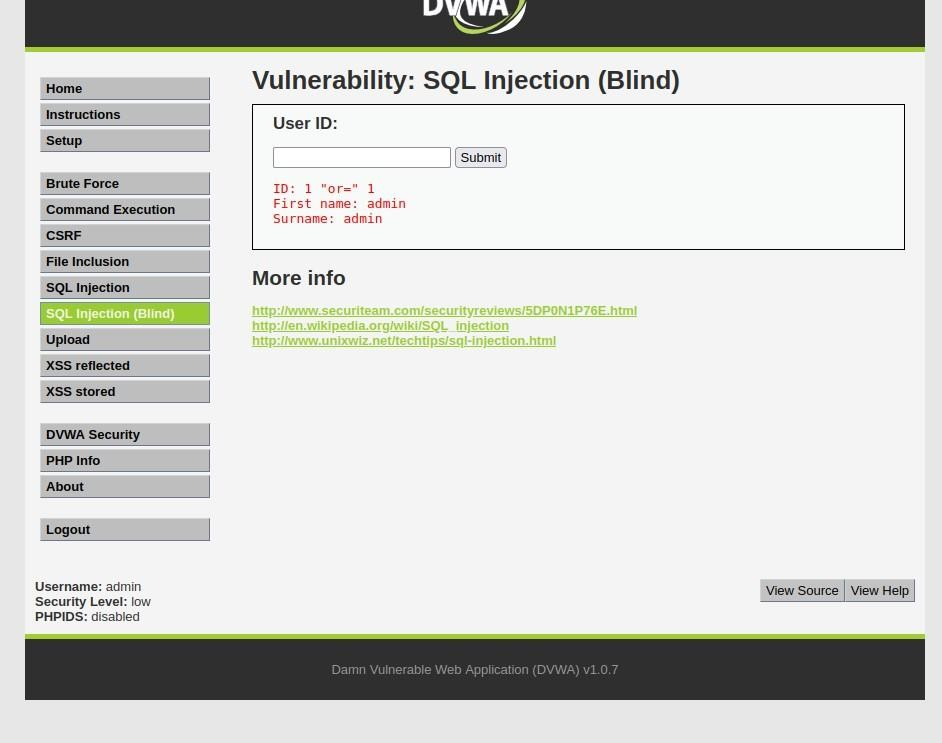 DVWA
Vulnerability: SQL Injection (Blind)
Home
Instructions
Setup
Brute Force
Command Execution
CSRF
File Inclusion
SQL Injection
SQL Injection (Blind)
Upload
XSS reflected
XSS stored
DVWA Security
PHP Info
About
Logout
User ID:
Submit
ID: 1 "or=" 1
First name: admin
Surname: admin
More info
http://www.securiteam.com/securityreviews/5DP0N1P76E.html
http://en.wikipedia.org/wiki/SQL_injection
http://www.unixwiz.net/techtips/sql-injection.html
Username: admin
Security Level: low
PHPIDS: disabled
View Source View Help
Damn Vulnerable Web Application (DVWA) v1.0.7